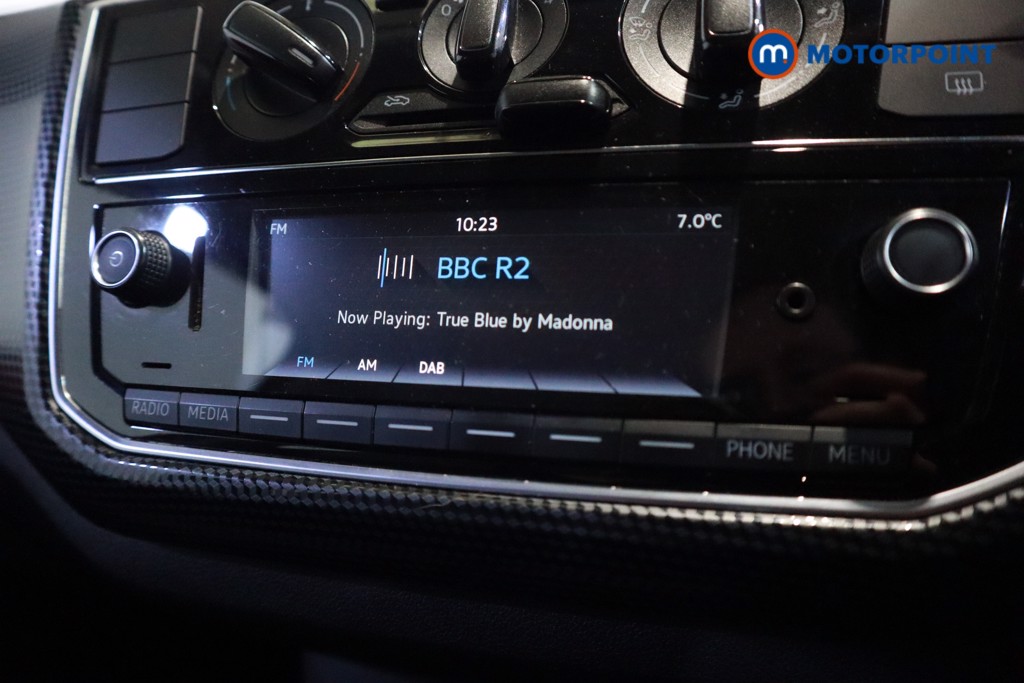 0
m! MOTORPOINT
FM 10:23 7.0°C
BBC R2
Now Playing: True Blue by Madonna
FM AM DAB
RADIO MEDIA PHONE MENU